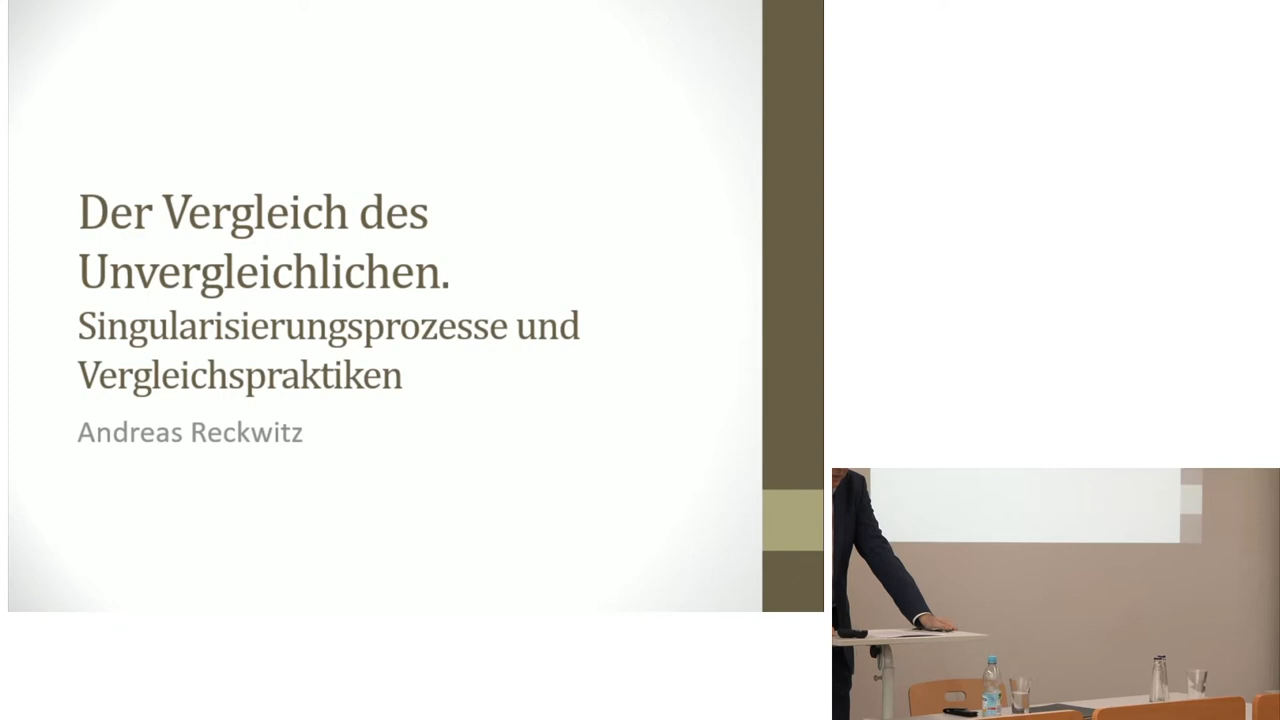 Der Vergleich des
Unvergleichlichen.
Singularisierungsprozesse und
Vergleichspraktiken
Andreas Reckwitz